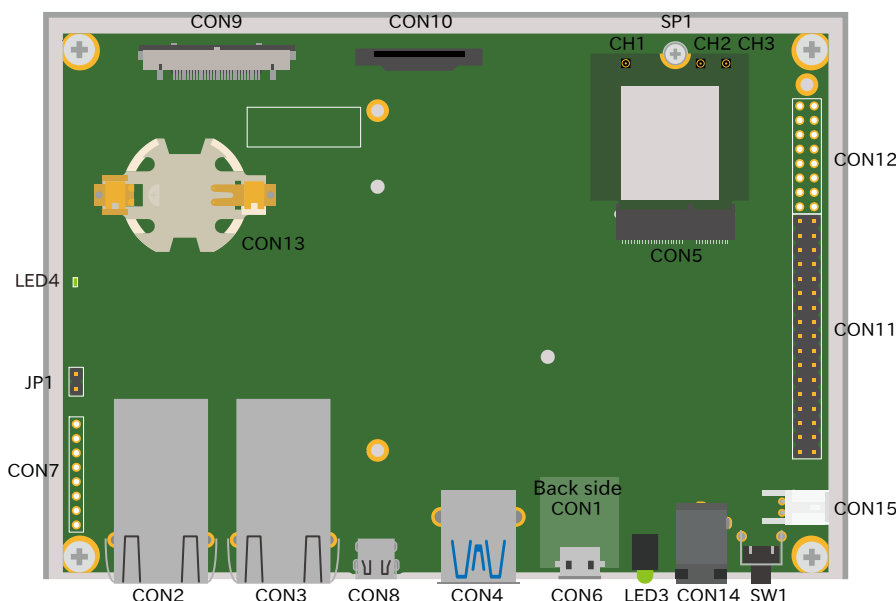 CON9
CON10
SP1
CH1
CH2
CH3
CON12
CON13
CON5
LED4
CON11
JP1
CON7
Back side
CON1
CON15
CON2
CON3
CON8
CON4
CON6
LED3
CON14
SW1